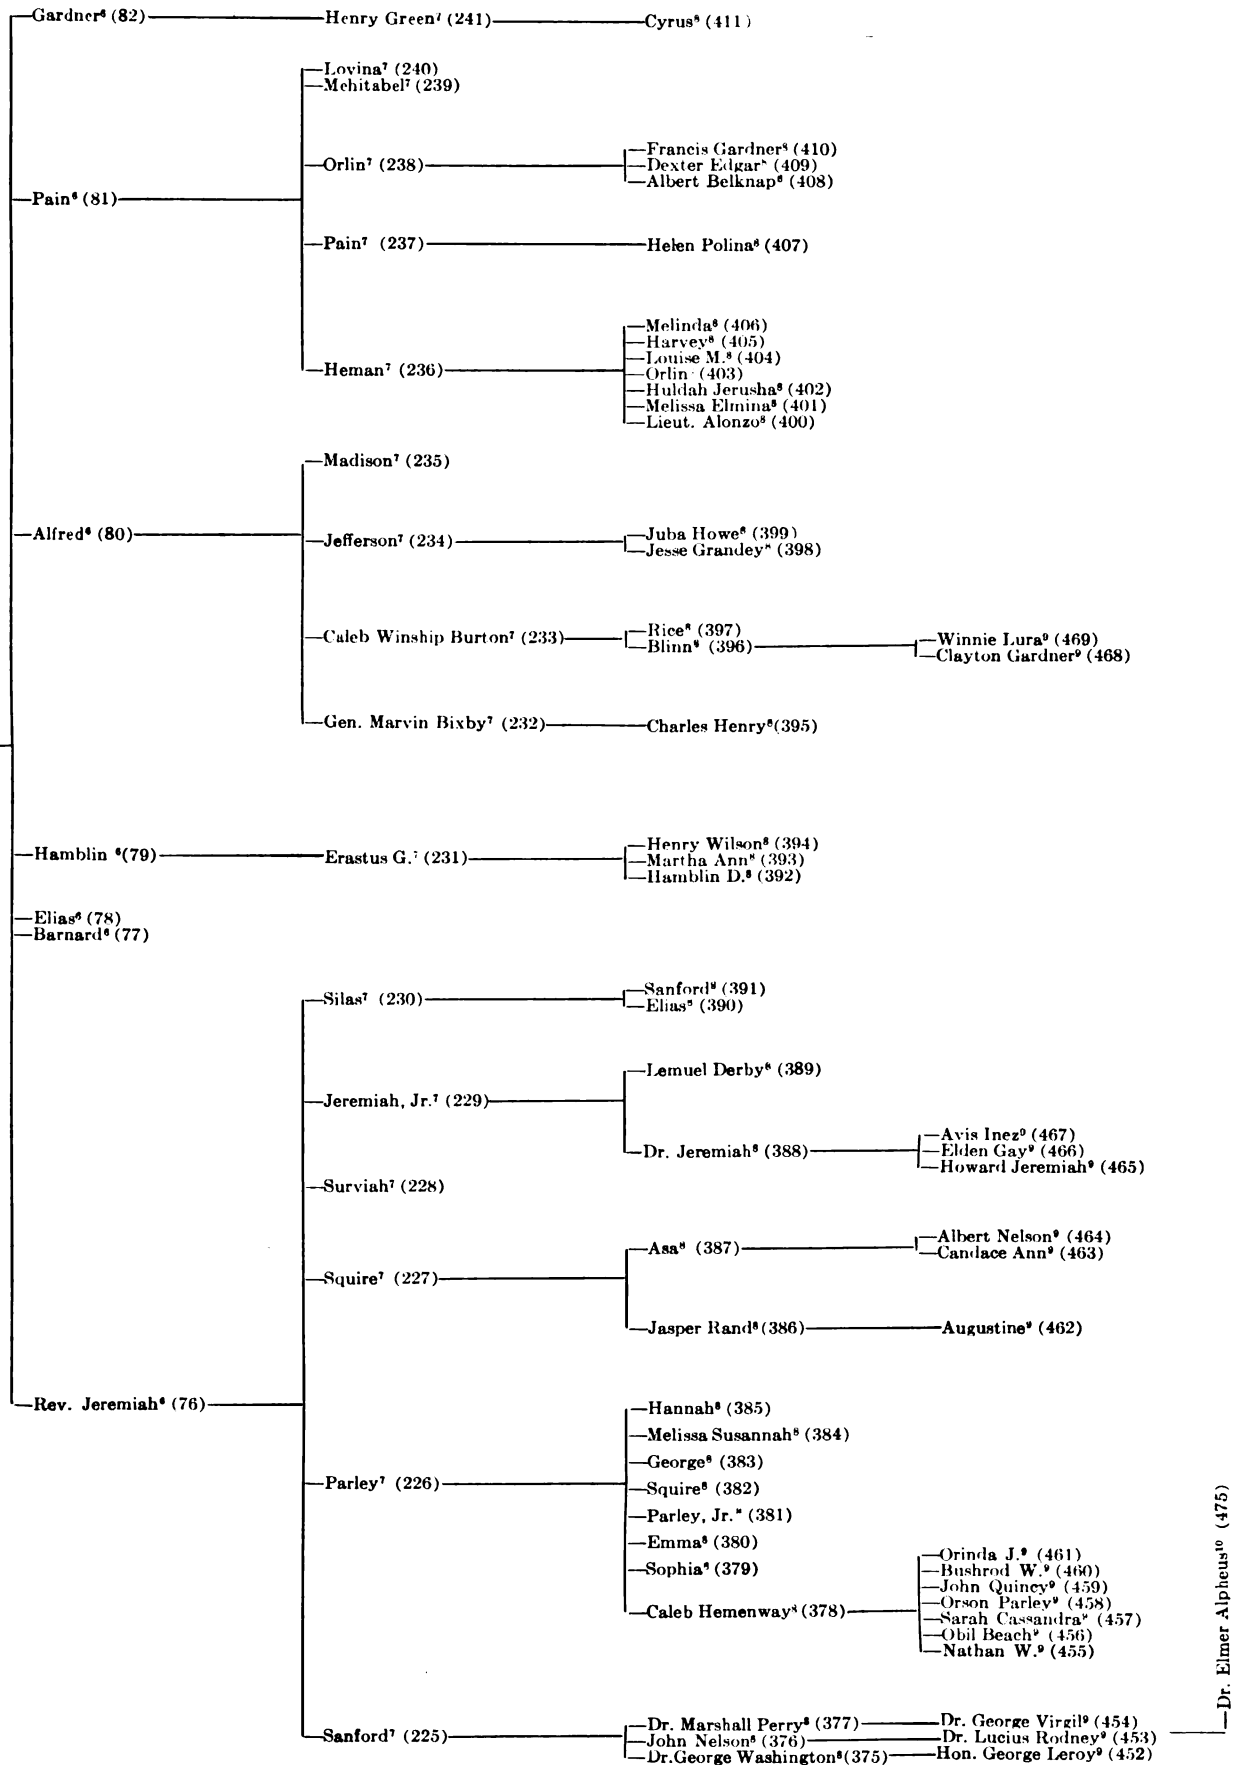 Gardner⁶ (82) Henry Green⁷ (241) Cyrus⁸ (411)
Lovina⁷ (240)
Mehitabel⁷ (239)
Francis Gardner⁸ (410)
Orlin⁷ (238) Dexter Edgar⁸ (409)
Albert Belknap⁸ (408)
Pain⁶ (81)
Pain⁷ (237) Helen Polina⁸ (407)
Melinda⁸ (406)
Harvey⁸ (405)
Louise M.⁸ (404)
Heman⁷ (236) Orlin (403)
Huldah Jerusha⁸ (402)
Melissa Elmina⁸ (401)
Lieut. Alonzo⁸ (400)
Madison⁷ (235)
Alfred⁶ (80) Juba Howe⁸ (399)
Jefferson⁷ (234) Jesse Grandey⁸ (398)
Rice⁸ (397)
Caleb Winship Burton⁷ (233) Blinn⁸ (396) Winnie Lura⁹ (469)
Clayton Gardner⁹ (468)
Gen. Marvin Bixby⁷ (232) Charles Henry⁸(395)
Henry Wilson⁸ (394)
Hamblin ⁶(79) Erastus G.⁷ (231) Martha Ann⁸ (393)
Hamblin D.⁸ (392)
Elias⁶ (78)
Barnard⁶ (77)
Sanford⁸ (391)
Silas⁷ (230) Elias⁸ (390)
Lemuel Derby⁸ (389)
Jeremiah, Jr.⁷ (229)
Avis Inez⁹ (467)
Dr. Jeremiah⁸ (388) Elden Gay⁹ (466)
Howard Jeremiah⁹ (465)
Surviah⁷ (228)
Albert Nelson⁹ (464)
Asa⁸ (387) Candace Ann⁹ (463)
Squire⁷ (227)
Jasper Rand⁸(386) Augustine⁹ (462)
Rev. Jeremiah⁶ (76) Hannah⁸ (385)
Melissa Susannah⁸ (384)
George⁸ (383)
Parley⁷ (226) Squire⁸ (382)
Parley, Jr.⁸ (381)
Emma⁸ (380)
Sophia⁸ (379)
Orinda J.⁹ (461)
Bushrod W.⁹ (460)
John Quincy⁹ (459)
Orson Parley⁹ (458)
Caleb Hemenway⁸ (378) Sarah Cassandra⁹ (457)
Obil Beach⁹ (456)
Nathan W.⁹ (455)
Dr. Marshall Perry⁸ (377) Dr. George Virgil⁹ (454)
Sanford⁷ (225) John Nelson⁸ (376) Dr. Lucius Rodney⁹ (453)
Dr.George Washington⁸(375) Hon. George Leroy⁹ (452)
Dr. Elmer Alpheus¹⁰ (475)